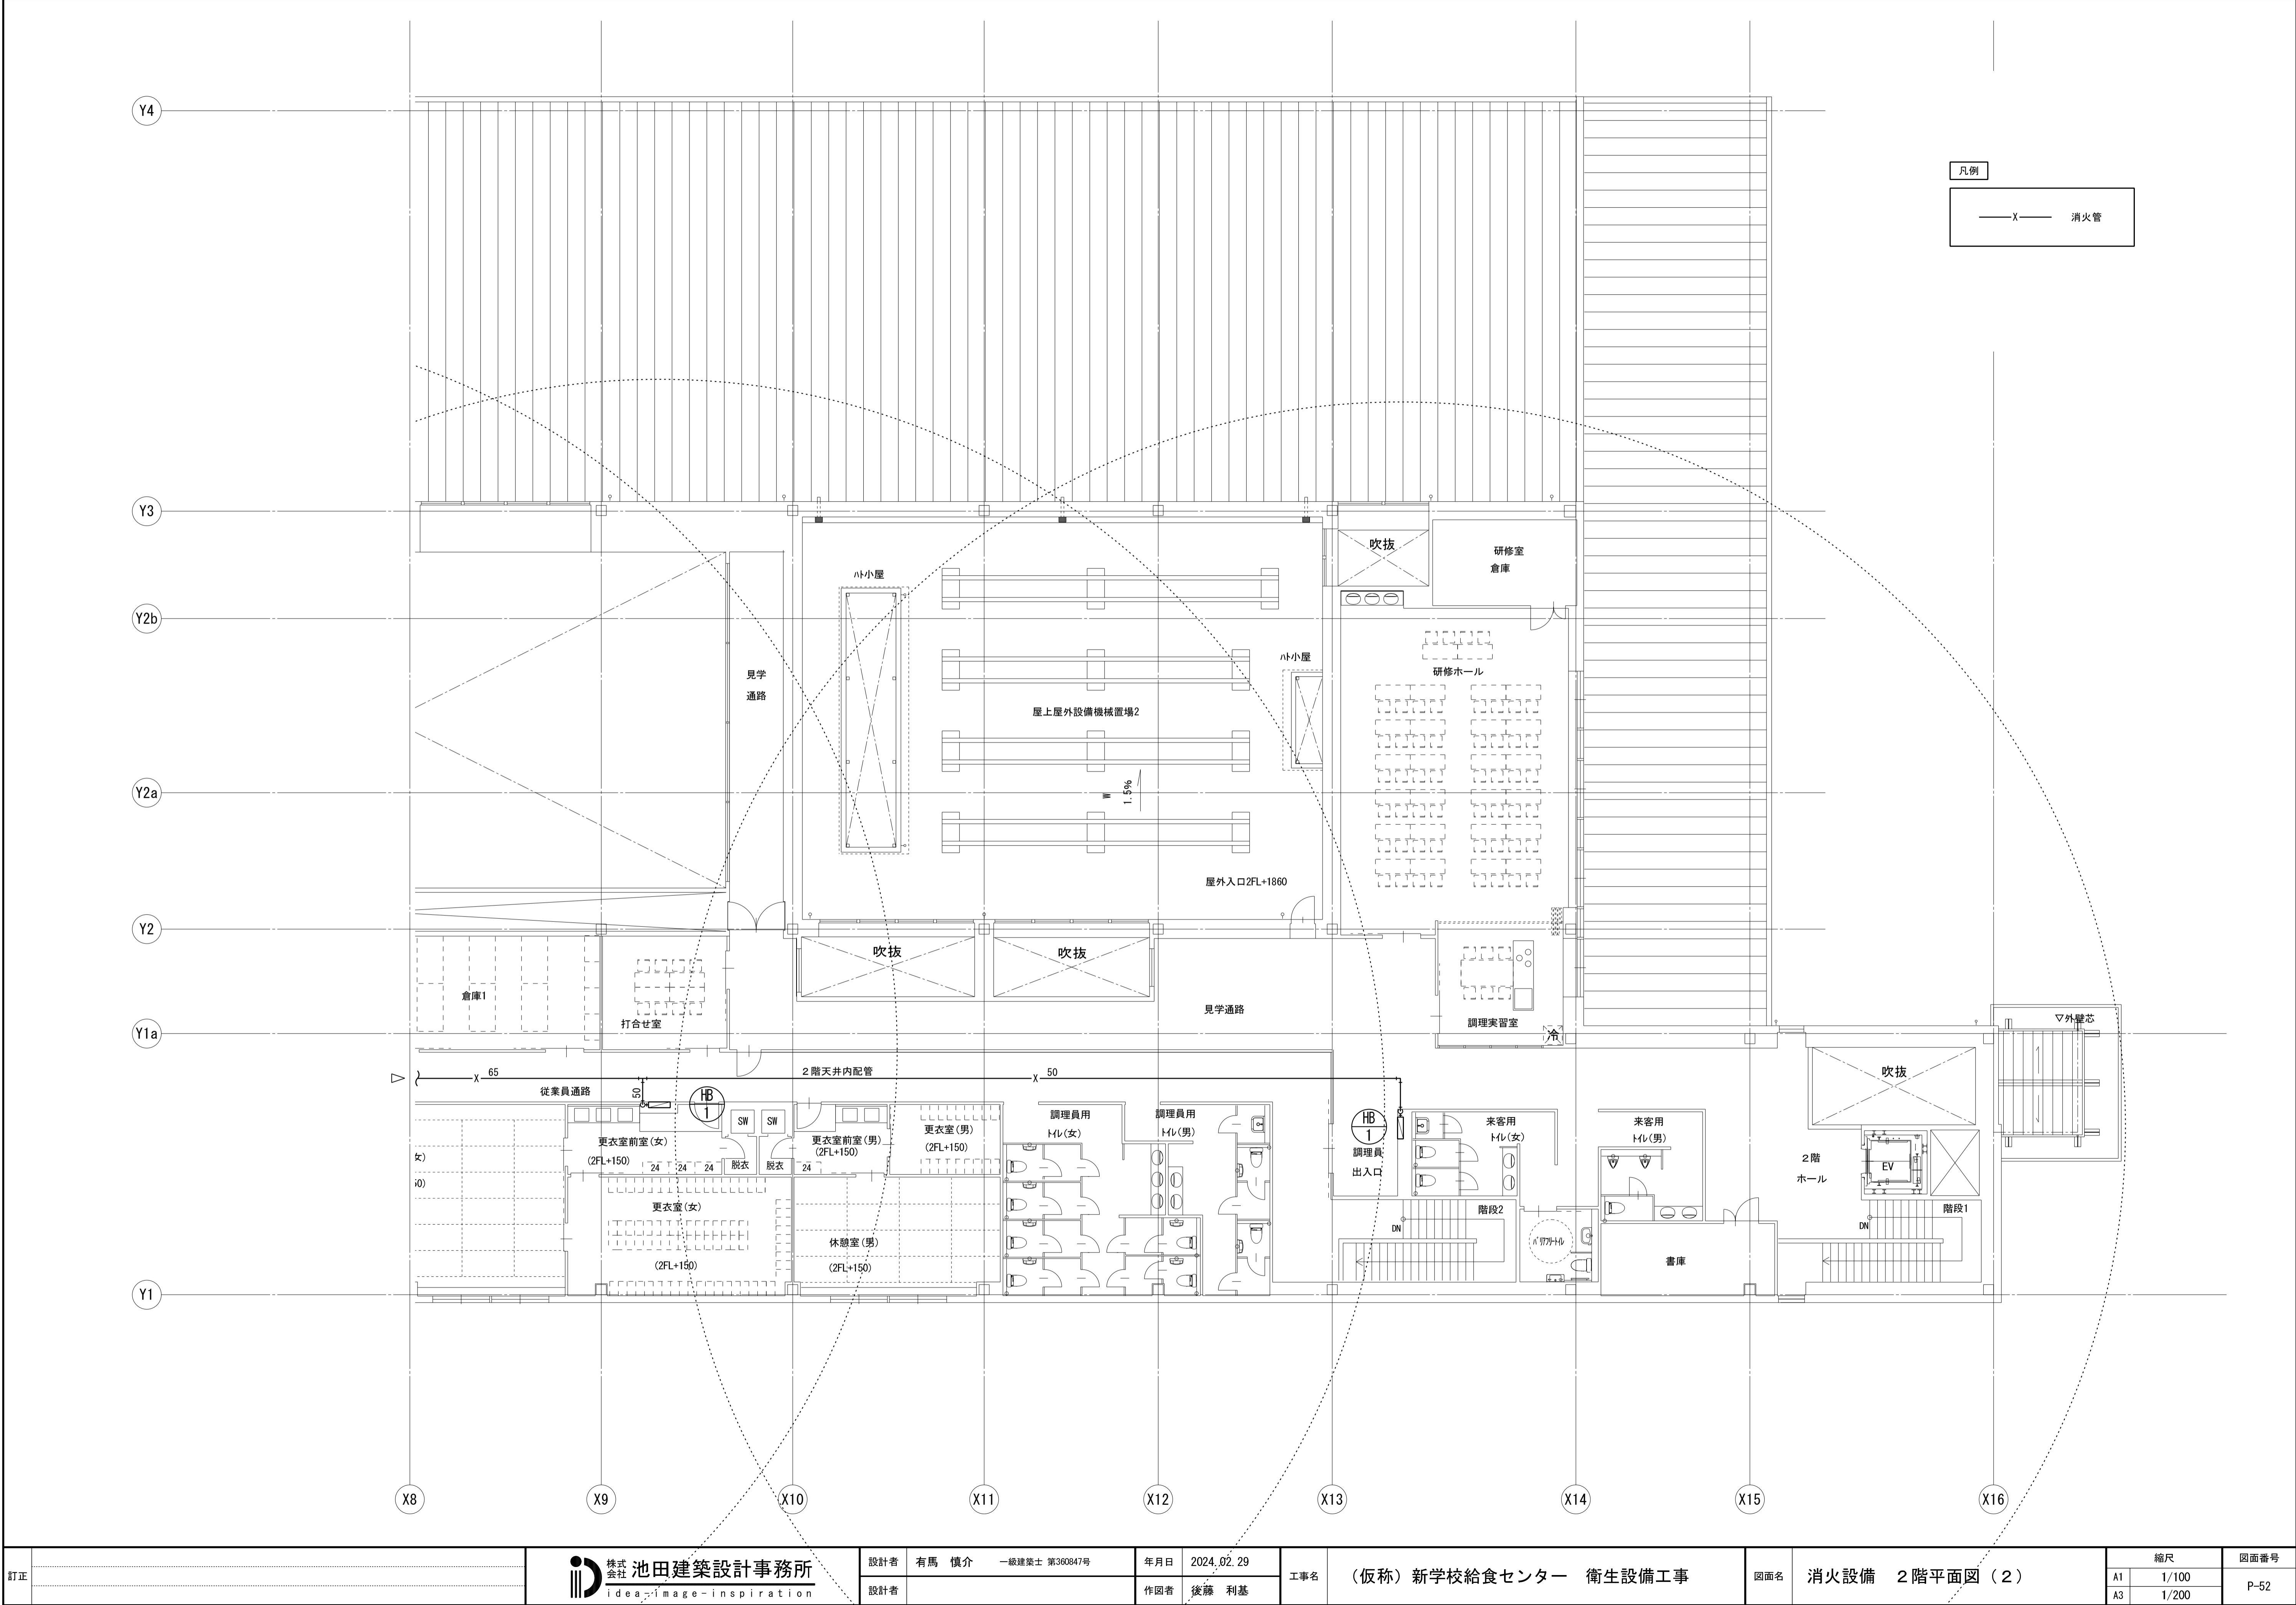 Y4
凡例
X 消火管
Y3
吹抜
研修室
倉庫
ハト小屋
Y2b
見学
通路
ハト小屋
研修ホール
屋上屋外設備機械置場2
Y2a
W
1.5%
屋外入口2FL+1860
Y2
吹抜
吹抜
倉庫1
打合せ室
見学通路
調理実習室
冷
▽外壁芯
Y1a
X 65
2階天井内配管
X 50
吹抜
従業員通路
50
HB
1
SW
SW
更衣室前室(女)
(2FL+150)
24
24
24
脱衣
脱衣
24
更衣室前室(男)
(2FL+150)
更衣室(男)
(2FL+150)
調理員用
トイレ(女)
調理員用
トイレ(男)
HB
1
調理員
出入口
来客用
トイレ(女)
来客用
トイレ(男)
2階
ホール
EV
女)
50)
更衣室(女)
(2FL+150)
休憩室(男)
(2FL+150)
階段2
DN
バリアフリートイレ
書庫
階段1
DN
Y1
X8
X9
X10
X11
X12
X13
X14
X15
X16
訂正
株式会社 池田建築設計事務所
idea-image-inspiration
設計者 有馬 慎介 一級建築士 第360847号
設計者
年月日 2024.02.29
作図者 後藤 利基
工事名 (仮称)新学校給食センター 衛生設備工事
図面名 消火設備 2階平面図(2)
縮尺
A1 1/100
A3 1/200
図面番号
P-52